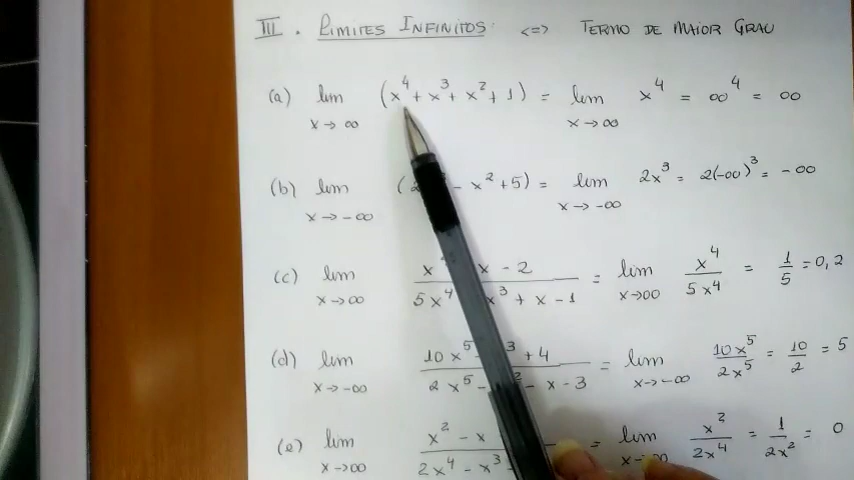 III. LIMITES INFINITOS: <=> TERMO DE MAIOR GRAU
(a) lim x→∞ (x⁴ + x³ + x² + 1) = lim x→∞ x⁴ = ∞⁴ = ∞
(b) lim x→-∞ ( - x² + 5) = lim x→-∞ 2x³ = 2(-∞)³ = -∞
(c) lim x→∞ x - 2 / 5x⁴ x³ + x - 1 = lim x→∞ x⁴ / 5x⁴ = 1/5 = 0,2
(d) lim x→-∞ 10x⁵ - ³ + 4 / 2x⁵ - ² - x - 3 = lim x→-∞ 10x⁵ / 2x⁵ = 10/2 = 5
(e) lim x→∞ x² - x / 2x⁴ - x³ = lim x→∞ x² / 2x⁴ = 1 / 2x² = 0